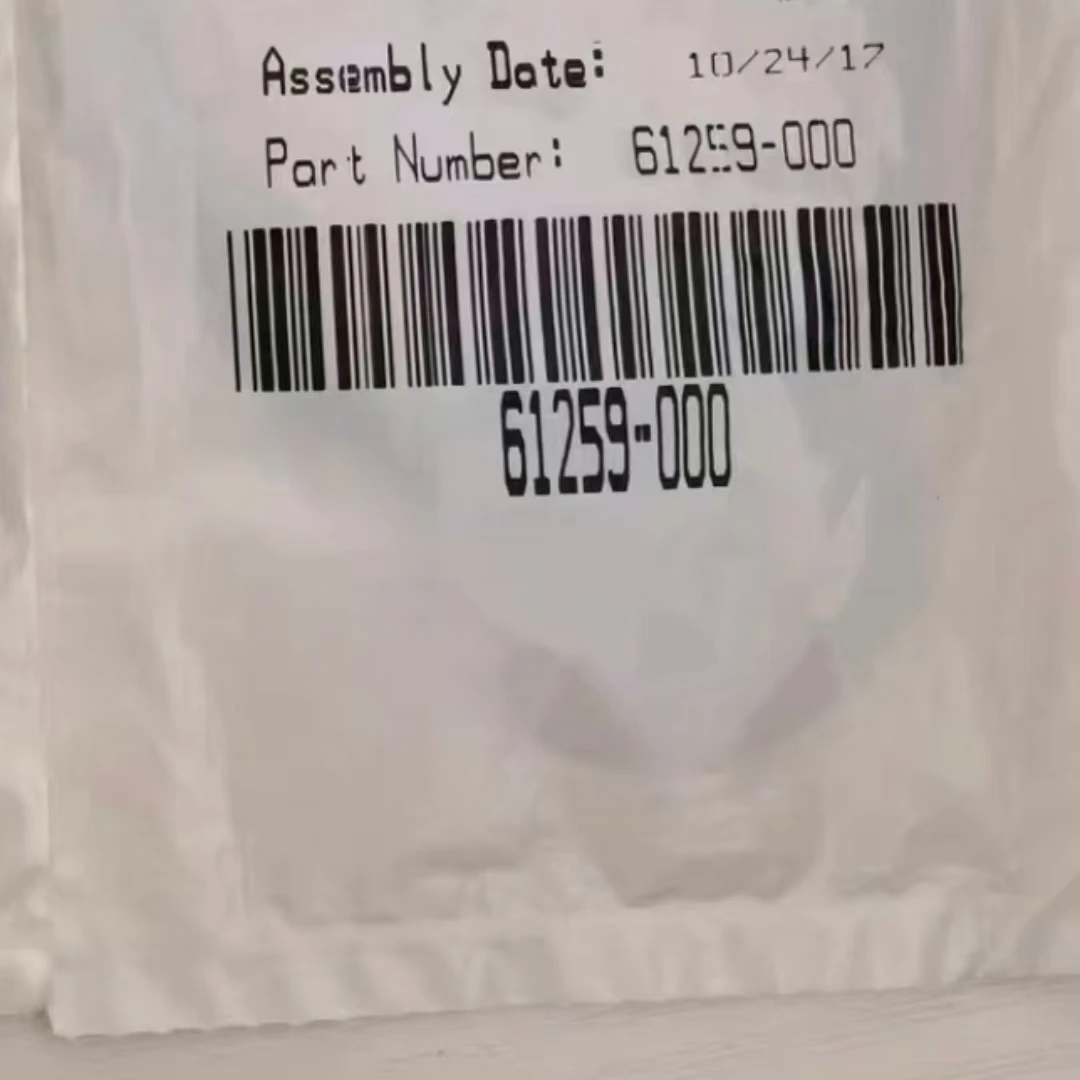 Assembly Date: 10/24/17
Part Number: 61259-000
61259-000